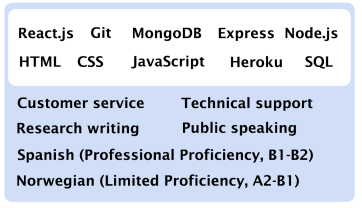 React.js Git MongoDB Express Node.js
HTML CSS JavaScript Heroku SQL
Customer service Technical support
Research writing Public speaking
Spanish (Professional Proficiency, B1-B2)
Norwegian (Limited Proficiency, A2-B1)